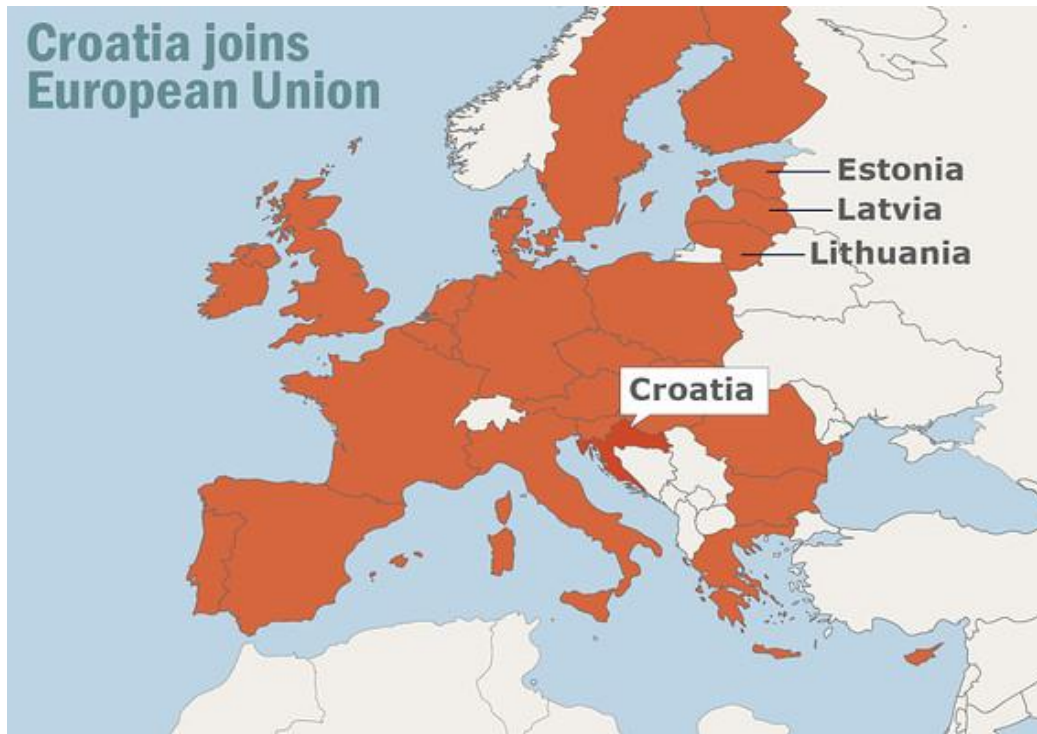 Croatia joins
European Union
Estonia
Latvia
Lithuania
Croatia